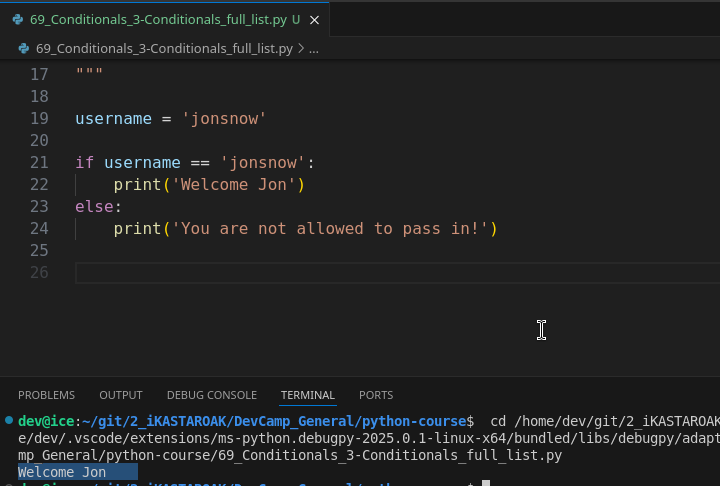 69_Conditionals_3-Conditionals_full_list.py U
69_Conditionals_3-Conditionals_full_list.py > ...
17 """
18
19 username = 'jonsnow'
20
21 if username == 'jonsnow':
22 print('Welcome Jon')
23 else:
24 print('You are not allowed to pass in!')
25
26
PROBLEMS OUTPUT DEBUG CONSOLE TERMINAL PORTS
dev@ice:~/git/2_iKASTAROAK/DevCamp_General/python-course$ cd /home/dev/git/2_iKASTAROAK
e/dev/.vscode/extensions/ms-python.debugpy-2025.0.1-linux-x64/bundled/libs/debugpy/adapt
mp_General/python-course/69_Conditionals_3-Conditionals_full_list.py
Welcome Jon